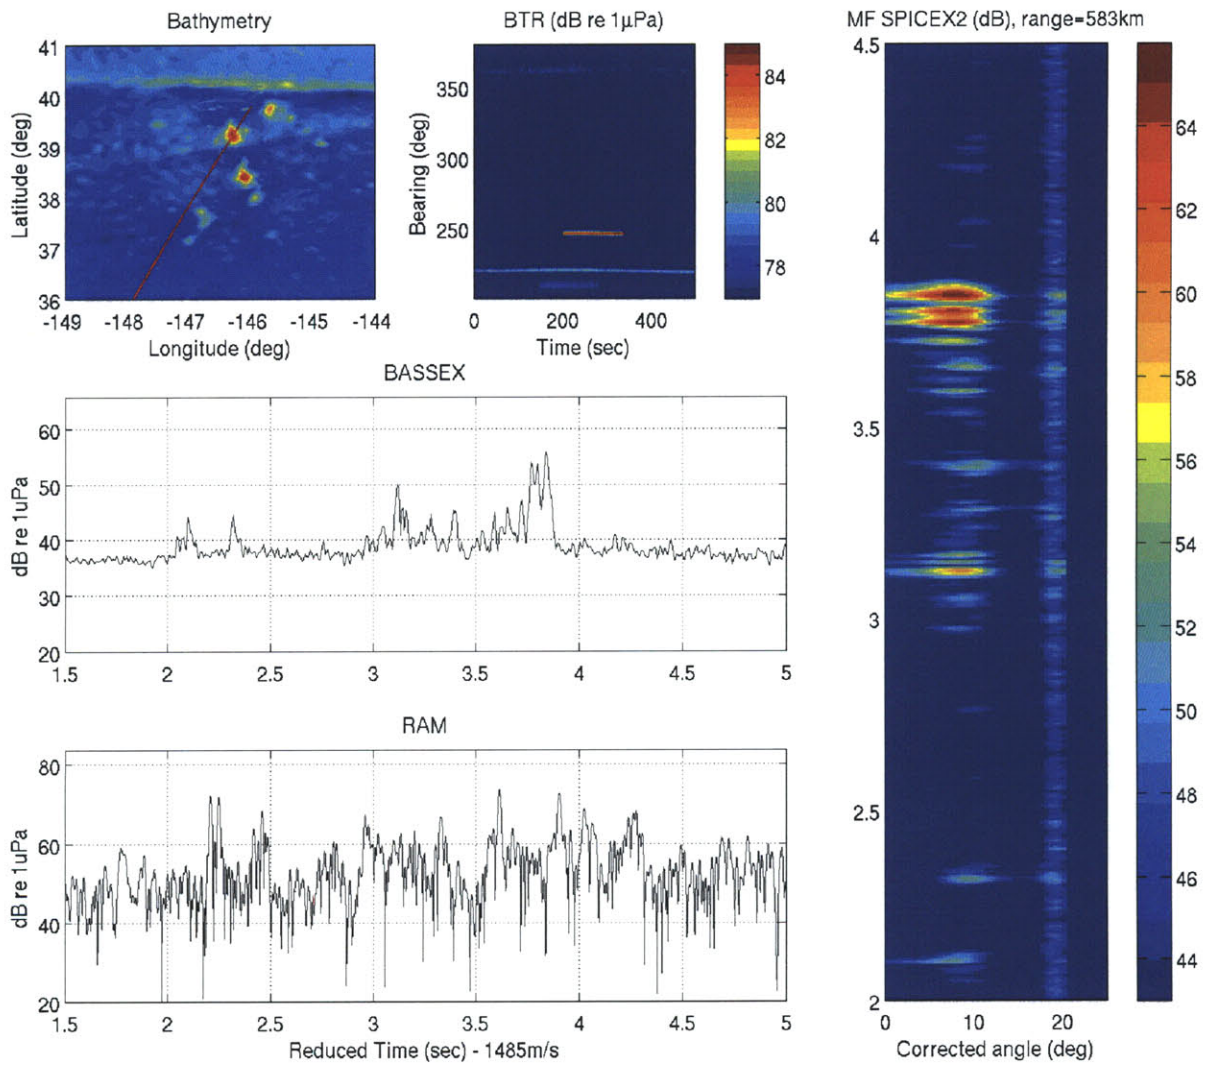 Bathymetry
BTR (dB re 1μPa)
MF SPICEX2 (dB), range=583km
41
40
39
38
37
36
Latitude (deg)
-149 -148 -147 -146 -145 -144
Longitude (deg)
350
300
250
Bearing (deg)
0 200 400
Time (sec)
84
82
80
78
BASSEX
60
50
40
30
20
dB re 1uPa
1.5 2 2.5 3 3.5 4 4.5 5
RAM
80
60
40
20
dB re 1uPa
1.5 2 2.5 3 3.5 4 4.5 5
Reduced Time (sec) - 1485m/s
4.5
4
3.5
3
2.5
2
0 10 20
Corrected angle (deg)
64
62
60
58
56
54
52
50
48
46
44